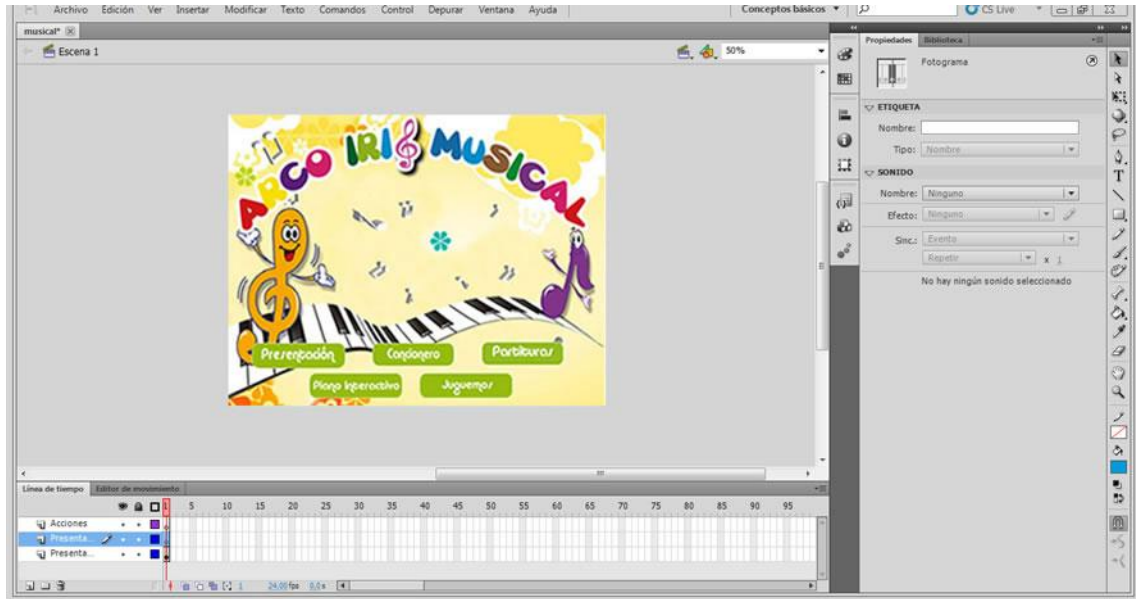 Archivo Edición Ver Insertar Modificar Texto Comandos Control Depurar Ventana Ayuda Conceptos básicos CS Live
musical*
Escena 1 50%
ARCO IRIS MUSICAL
Presentación Cancionero Partituras
Piano Interactivo Juguemos
Propiedades Biblioteca
Fotograma
ETIQUETA
Nombre:
Tipo: Nombre
SONIDO
Nombre: Ninguno
Efecto: Ninguno
Sinc.: Evento
Repetir x 1
No hay ningún sonido seleccionado
Línea de tiempo Editor de movimiento
1 5 10 15 20 25 30 35 40 45 50 55 60 65 70 75 80 85 90 95
Acciones
Presenta...
Presenta...
1 24,00 fps 0,0 s